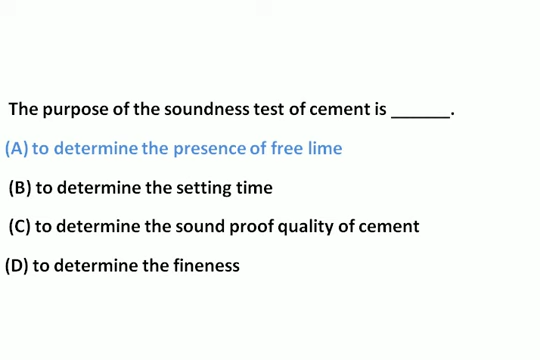 The purpose of the soundness test of cement is ______.
(A) to determine the presence of free lime
(B) to determine the setting time
(C) to determine the sound proof quality of cement
(D) to determine the fineness